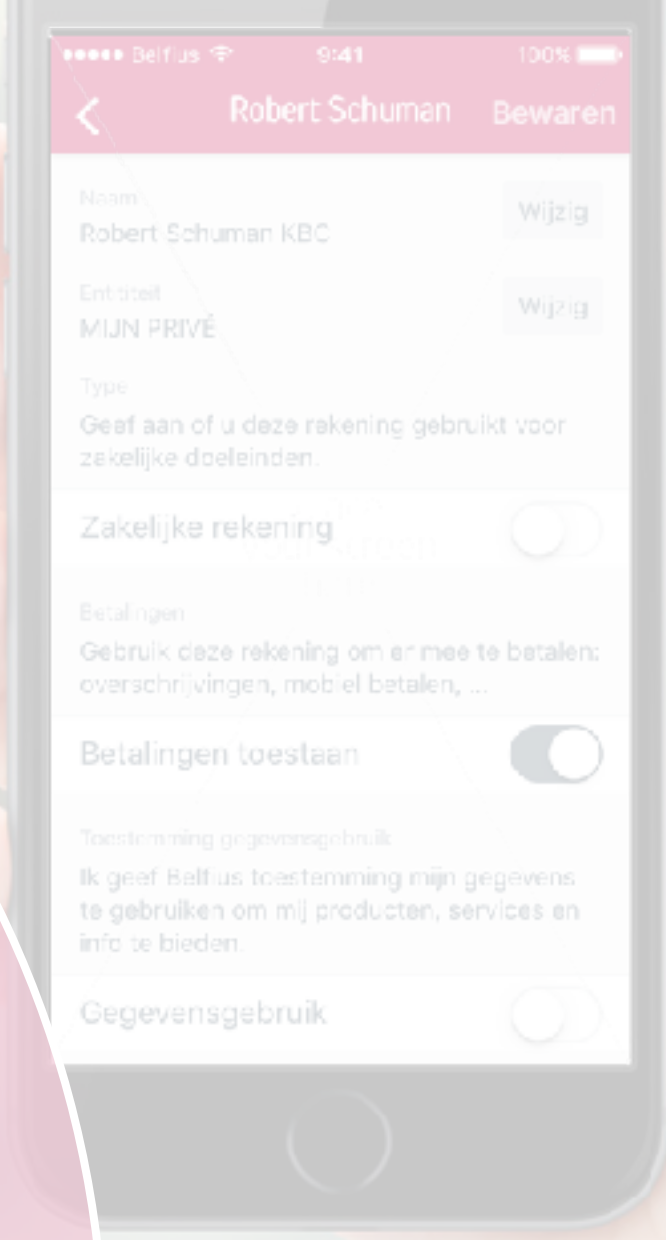 Belfius 9:41 100%
Robert Schuman Bewaren
Naam
Robert Schuman KBC Wijzig
Entiteit
MIJN PRIVÉ Wijzig
Type
Geef aan of u deze rekening gebruikt voor
zakelijke doeleinden.
Zakelijke rekening
Betalingen
Gebruik deze rekening om er mee te betalen:
overschrijvingen, mobiel betalen, ...
Betalingen toestaan
Toestemming gegevensgebruik
Ik geef Belfius toestemming mijn gegevens
te gebruiken om mij producten, services en
info te bieden.
Gegevensgebruik